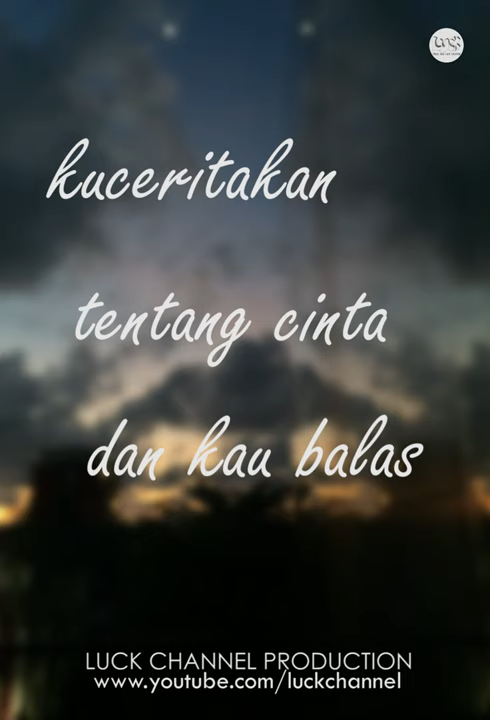 kuceritakan
tentang cinta
dan kau balas
LUCK CHANNEL PRODUCTION
www.youtube.com/luckchannel